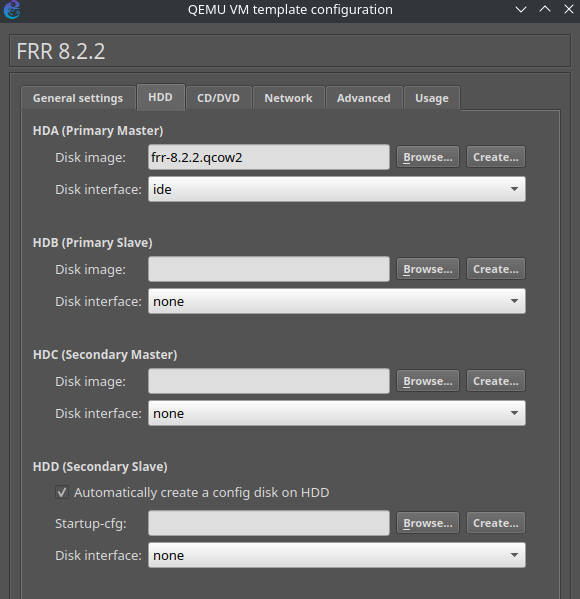 QEMU VM template configuration
FRR 8.2.2
General settings HDD CD/DVD Network Advanced Usage
HDA (Primary Master)
Disk image: frr-8.2.2.qcow2 Browse... Create...
Disk interface: ide
HDB (Primary Slave)
Disk image: Browse... Create...
Disk interface: none
HDC (Secondary Master)
Disk image: Browse... Create...
Disk interface: none
HDD (Secondary Slave)
Automatically create a config disk on HDD
Startup-cfg: Browse... Create...
Disk interface: none